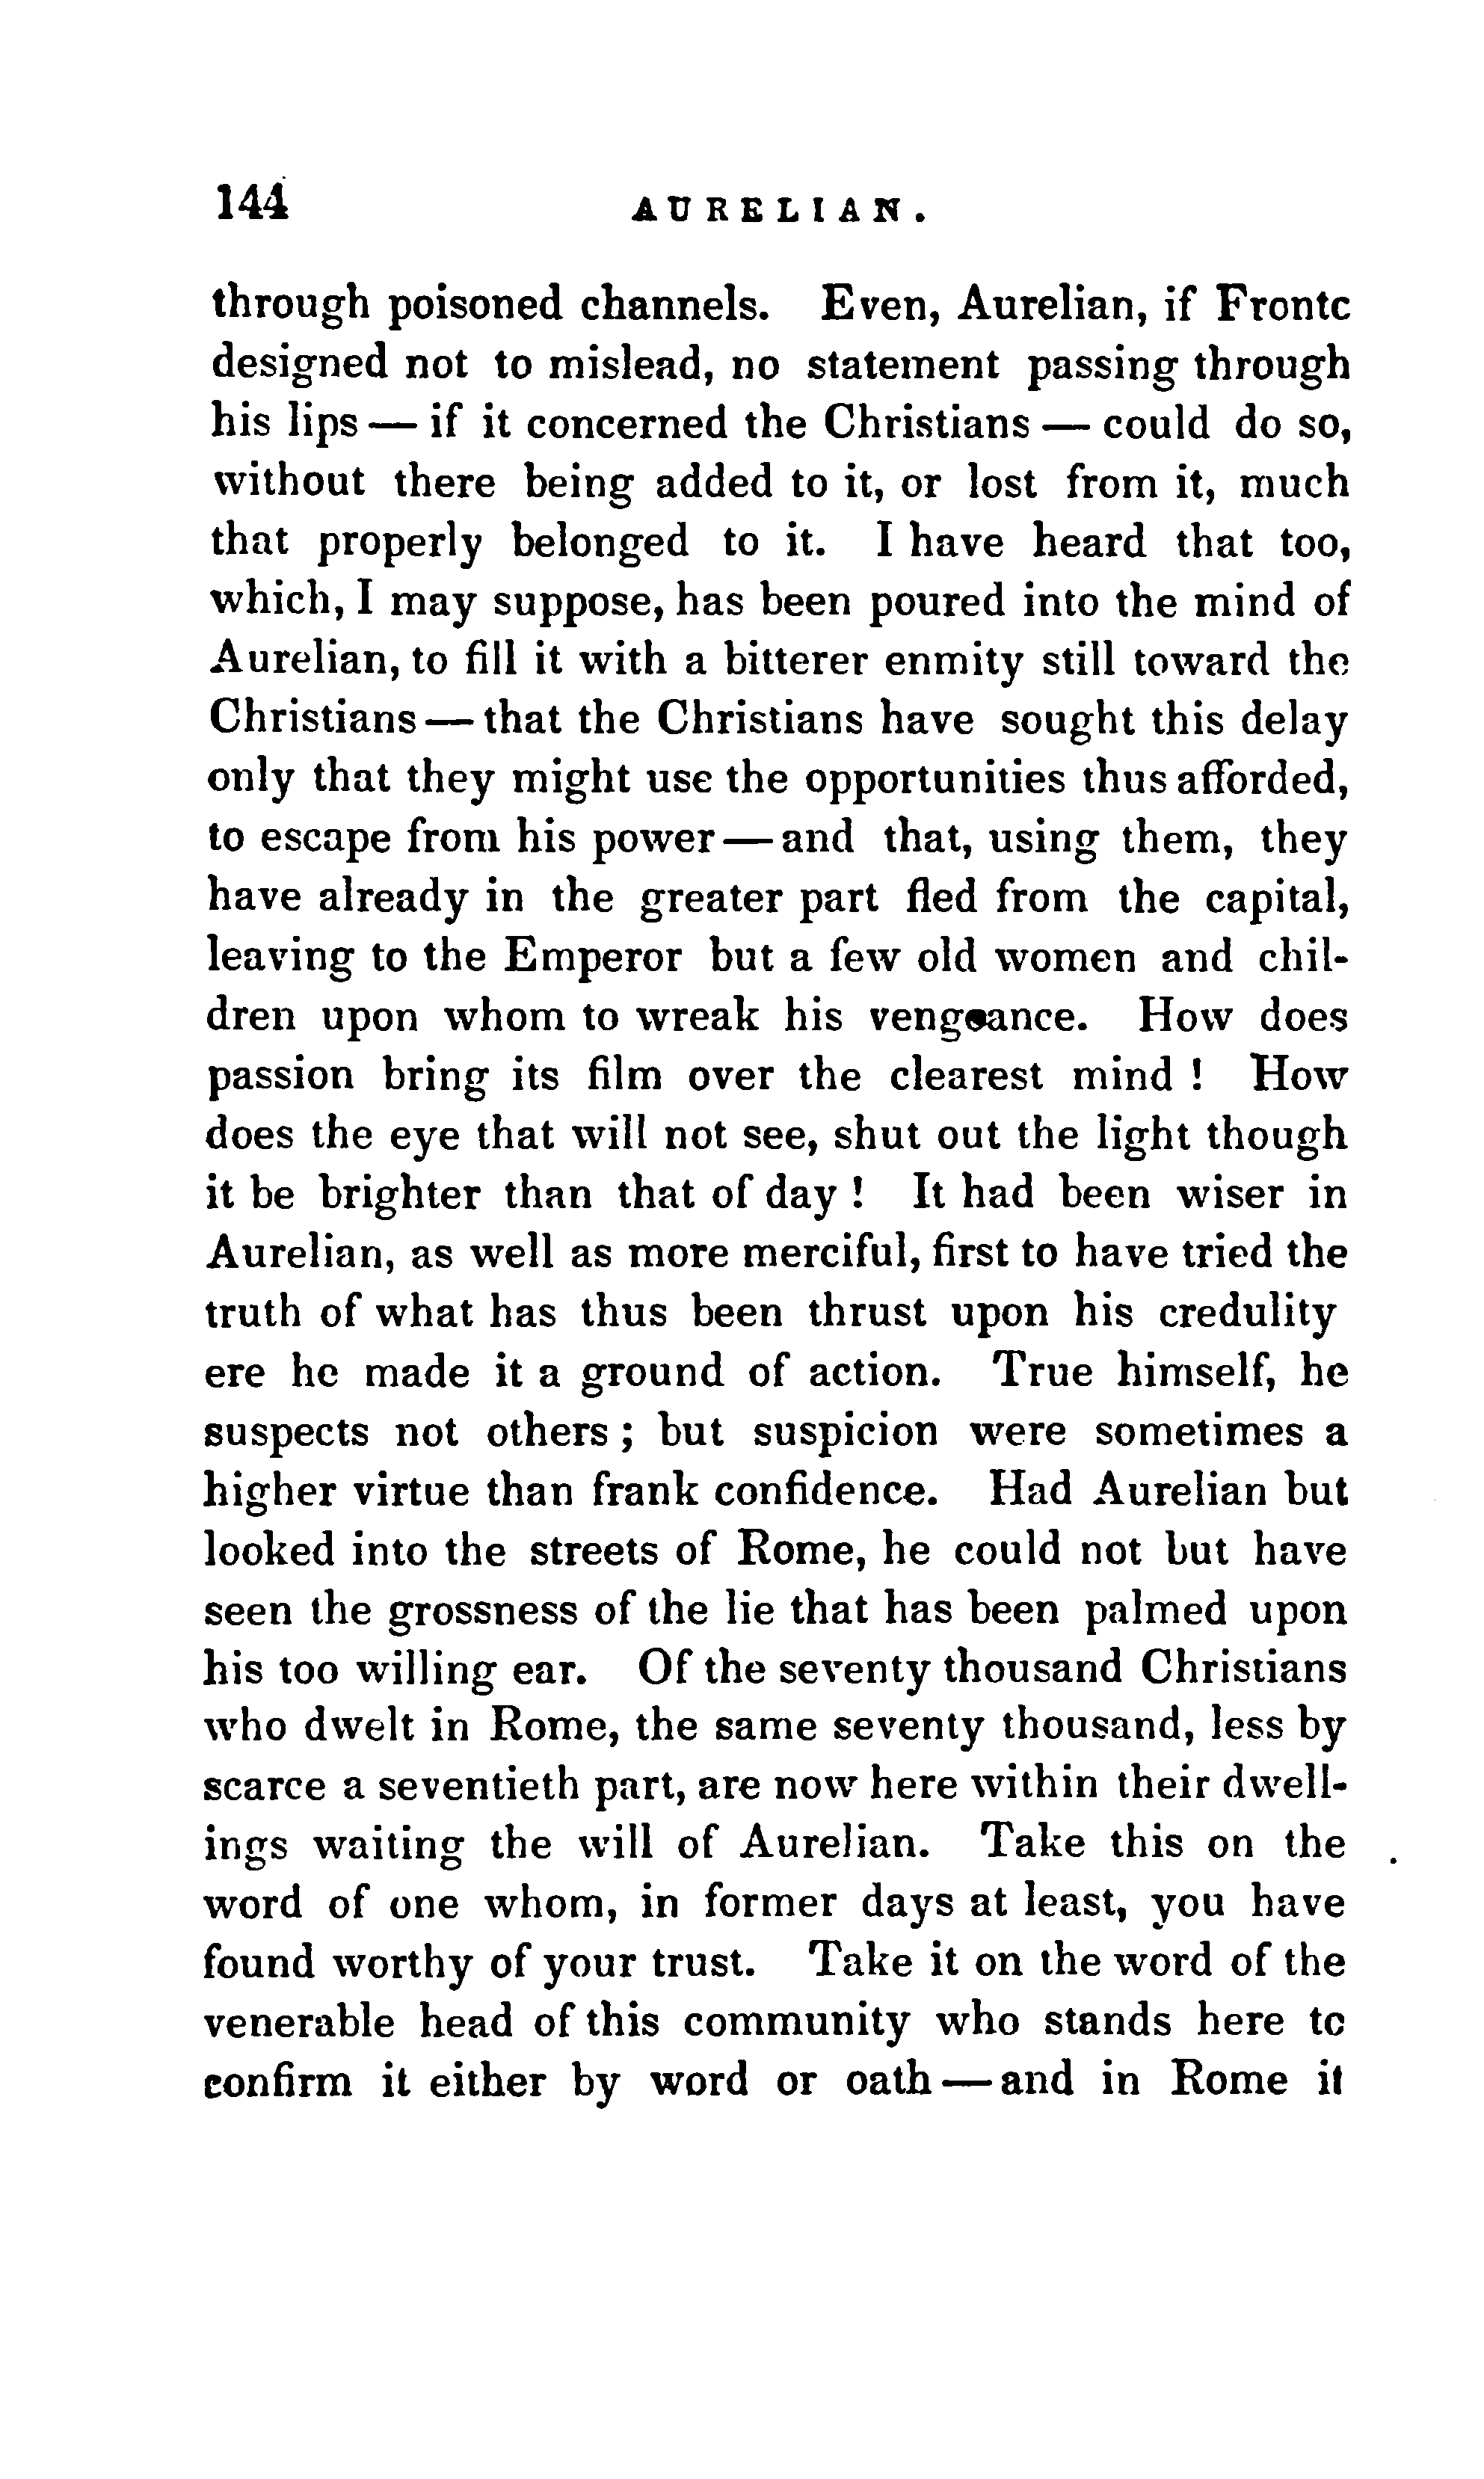 144 AURELIAN.
through poisoned channels. Even, Aurelian, if Fronto
designed not to mislead, no statement passing through
his lips — if it concerned the Christians — could do so,
without there being added to it, or lost from it, much
that properly belonged to it. I have heard that too,
which, I may suppose, has been poured into the mind of
Aurelian, to fill it with a bitterer enmity still toward the
Christians — that the Christians have sought this delay
only that they might use the opportunities thus afforded,
to escape from his power — and that, using them, they
have already in the greater part fled from the capital,
leaving to the Emperor but a few old women and chil-
dren upon whom to wreak his vengeance. How does
passion bring its film over the clearest mind ! How
does the eye that will not see, shut out the light though
it be brighter than that of day ! It had been wiser in
Aurelian, as well as more merciful, first to have tried the
truth of what has thus been thrust upon his credulity
ere he made it a ground of action. True himself, he
suspects not others ; but suspicion were sometimes a
higher virtue than frank confidence. Had Aurelian but
looked into the streets of Rome, he could not but have
seen the grossness of the lie that has been palmed upon
his too willing ear. Of the seventy thousand Christians
who dwelt in Rome, the same seventy thousand, less by
scarce a seventieth part, are now here within their dwell-
ings waiting the will of Aurelian. Take this on the
word of one whom, in former days at least, you have
found worthy of your trust. Take it on the word of the
venerable head of this community who stands here to
confirm it either by word or oath — and in Rome it